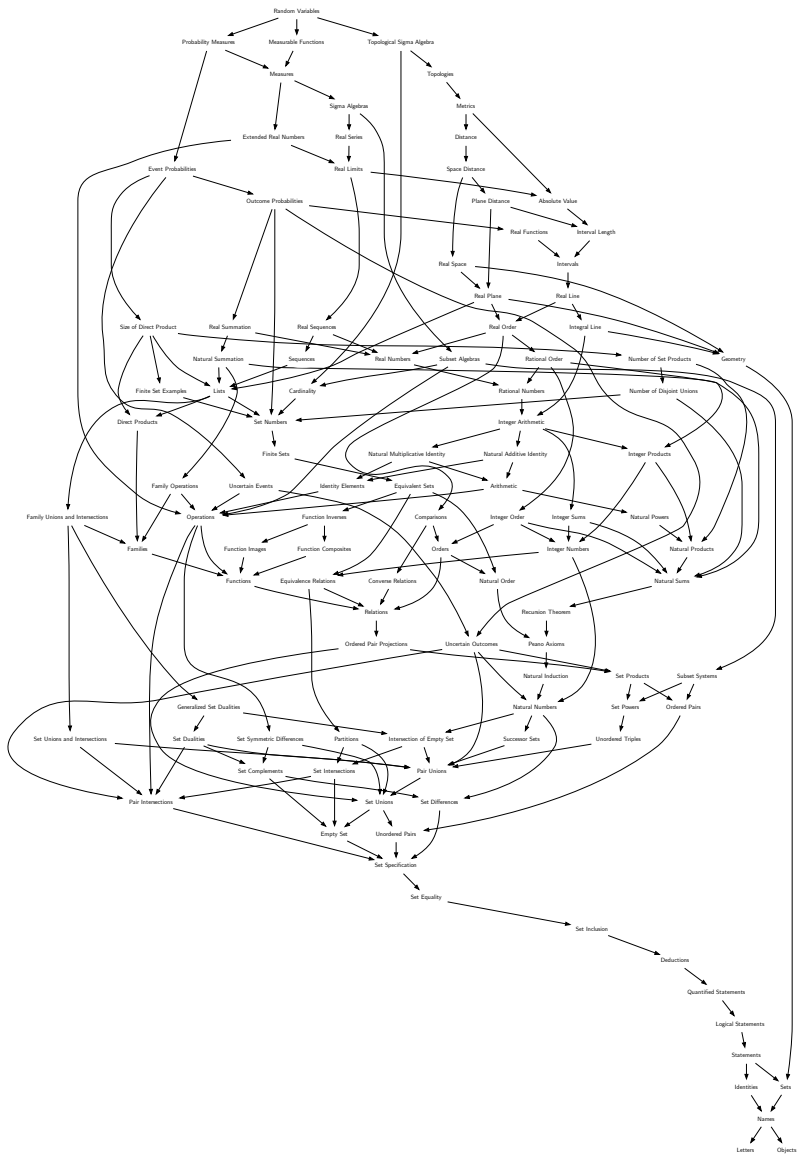 Random Variables
Probability Measures Measurable Functions Topological Sigma Algebra
Measures Topologies
Sigma Algebras Metrics
Extended Real Numbers Real Series Distance
Event Probabilities Real Limits Space Distance
Outcome Probabilities Plane Distance Absolute Value
Real Functions Interval Length
Real Space Intervals
Real Plane Real Line
Size of Direct Product Real Summation Real Sequences Real Order Integral Line
Natural Summation Sequences Real Numbers Subset Algebras Rational Order Number of Set Products Geometry
Finite Set Examples Lists Cardinality Rational Numbers Number of Disjoint Unions
Direct Products Set Numbers Integer Arithmetic
Finite Sets Natural Multiplicative Identity Natural Additive Identity Integer Products
Family Operations Uncertain Events Identity Elements Equivalent Sets Arithmetic
Family Unions and Intersections Operations Function Inverses Comparisons Integer Order Integer Sums Natural Powers
Families Function Images Function Composites Orders Integer Numbers Natural Products
Functions Equivalence Relations Converse Relations Natural Order Natural Sums
Relations Recursion Theorem
Ordered Pair Projections Uncertain Outcomes Peano Axioms
Natural Induction Set Products Subset Systems
Generalized Set Dualities Natural Numbers Set Powers Ordered Pairs
Set Unions and Intersections Set Dualities Set Symmetric Differences Partitions Intersection of Empty Set Successor Sets Unordered Triples
Set Complements Set Intersections Pair Unions
Pair Intersections Set Unions Set Differences
Empty Set Unordered Pairs
Set Specification
Set Equality
Set Inclusion
Deductions
Quantified Statements
Logical Statements
Statements
Identities Sets
Names
Letters Objects